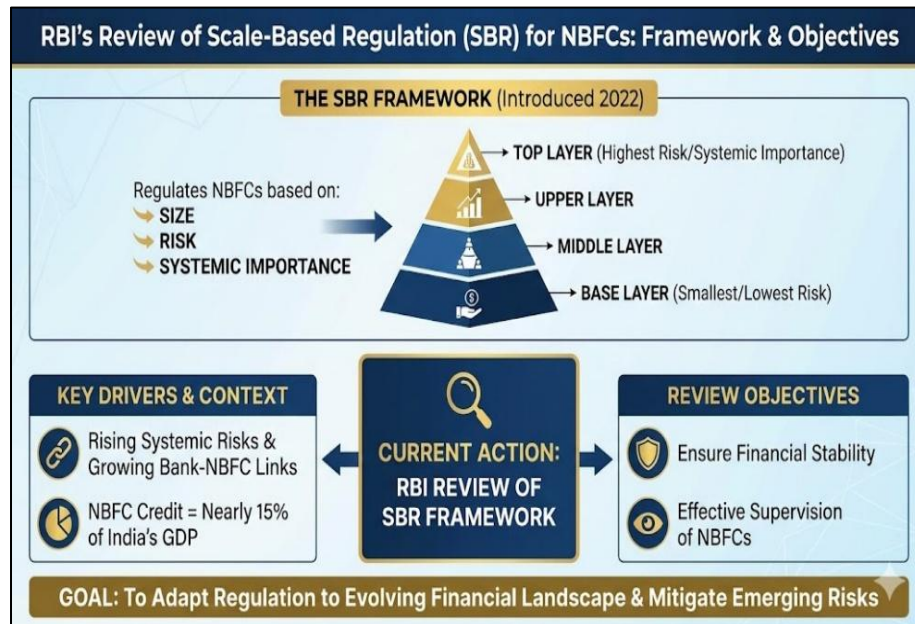 RBI’s Review of Scale-Based Regulation (SBR) for NBFCs: Framework & Objectives
THE SBR FRAMEWORK (Introduced 2022)
Regulates NBFCs based on:
SIZE
RISK
SYSTEMIC IMPORTANCE
TOP LAYER (Highest Risk/Systemic Importance)
UPPER LAYER
MIDDLE LAYER
$
BASE LAYER (Smallest/Lowest Risk)
KEY DRIVERS & CONTEXT
Rising Systemic Risks &
Growing Bank-NBFC Links
NBFC Credit = Nearly 15%
of India’s GDP
CURRENT ACTION:
RBI REVIEW OF
SBR FRAMEWORK
REVIEW OBJECTIVES
Ensure Financial Stability
Effective Supervision
of NBFCs
GOAL: To Adapt Regulation to Evolving Financial Landscape & Mitigate Emerging Risks